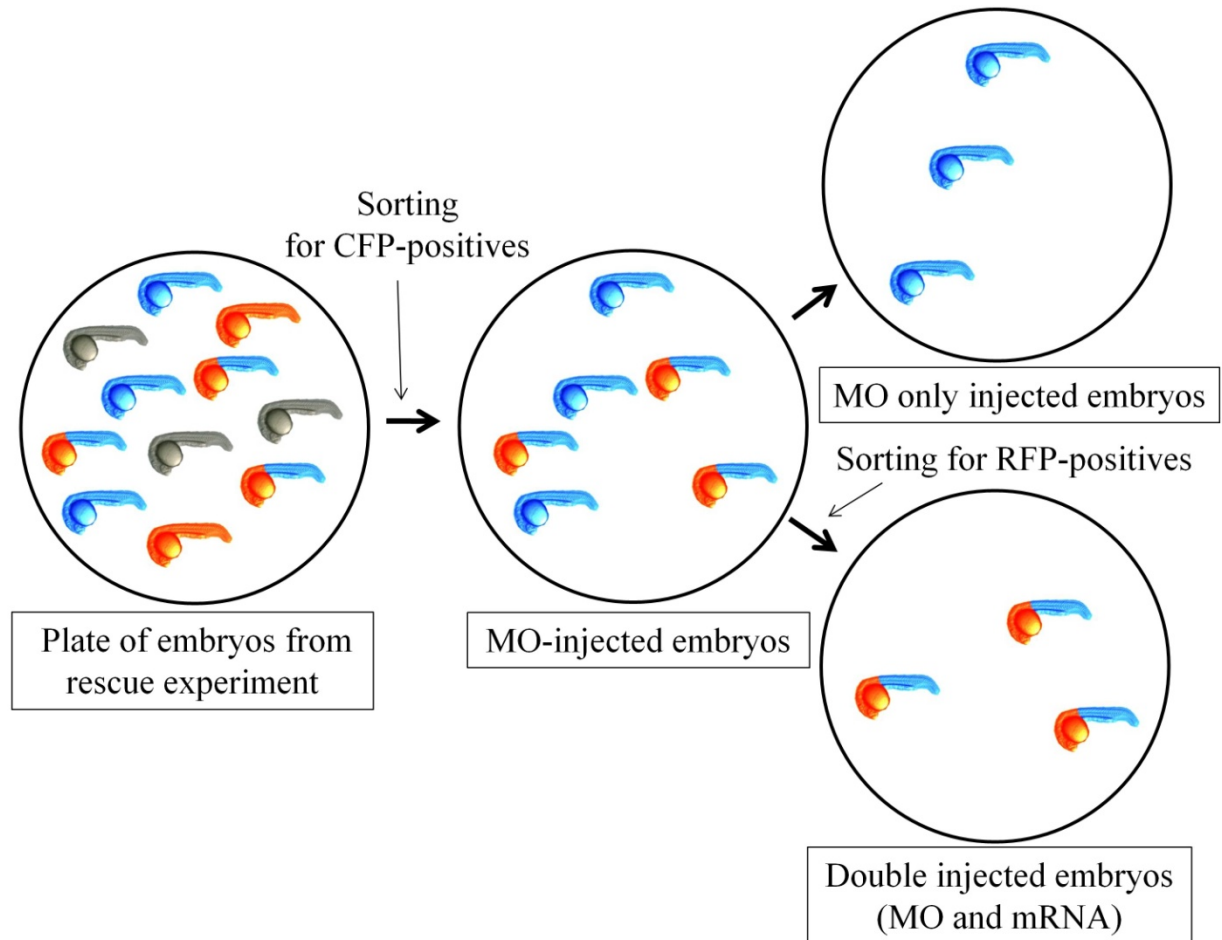 Sorting
for CFP-positives
Plate of embryos from
rescue experiment
MO-injected embryos
MO only injected embryos
Sorting for RFP-positives
Double injected embryos
(MO and mRNA)